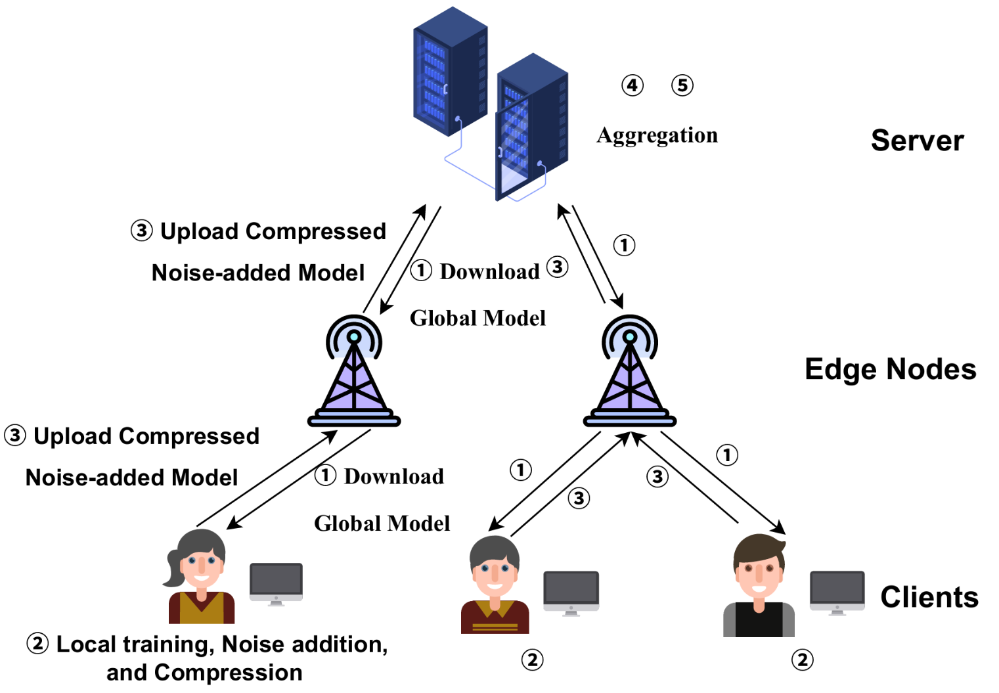 ④ ⑤
Aggregation
Server
③ Upload Compressed
Noise-added Model
① Download
Global Model
③
①
Edge Nodes
③ Upload Compressed
Noise-added Model
① Download
Global Model
①
③
③
①
Clients
② Local training, Noise addition,
and Compression
②
②